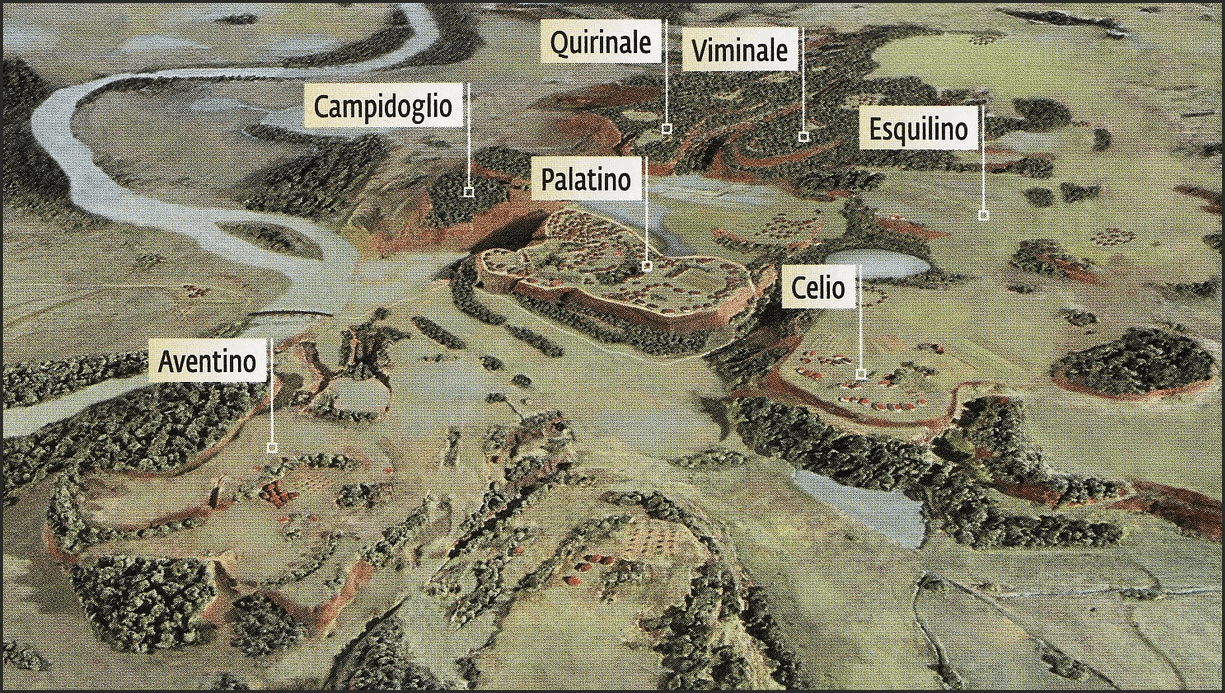 Quirinale
Viminale
Campidoglio
Esquilino
Palatino
Celio
Aventino